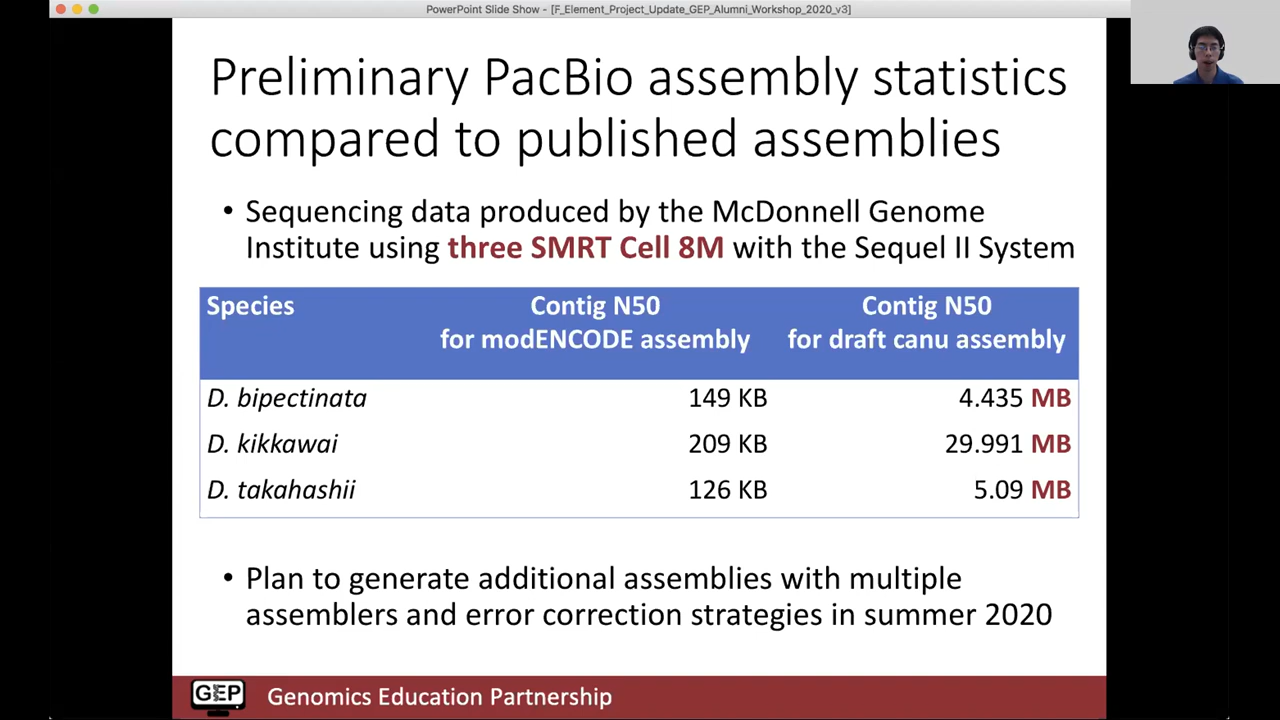 PowerPoint Slide Show - [F_Element_Project_Update_GEP_Alumni_Workshop_2020_v3]
Preliminary PacBio assembly statistics
compared to published assemblies
• Sequencing data produced by the McDonnell Genome
Institute using three SMRT Cell 8M with the Sequel II System
Species Contig N50 for modENCODE assembly Contig N50 for draft canu assembly
D. bipectinata 149 KB 4.435 MB
D. kikkawai 209 KB 29.991 MB
D. takahashii 126 KB 5.09 MB
• Plan to generate additional assemblies with multiple
assemblers and error correction strategies in summer 2020
GEP Genomics Education Partnership